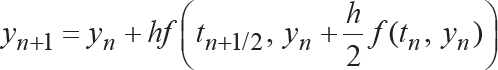 y_{n+1} = y_n + hf\left(t_{n+1/2}, y_n + \frac{h}{2} f(t_n, y_n)\right)